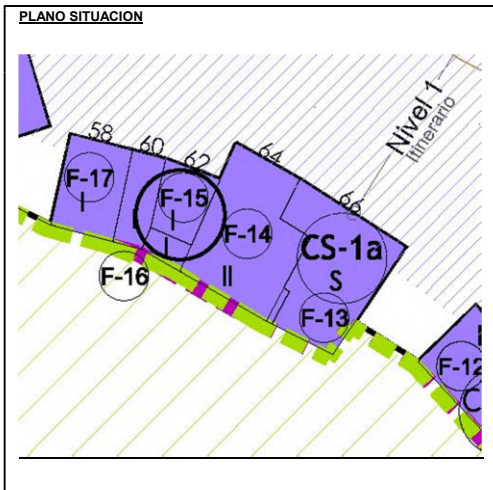 PLANO SITUACION
Nivel 1
Itinerario
58
60
62
64
66
F-17
I
F-15
I
I
F-14
II
CS-1a
S
F-16
F-13
F-12
C